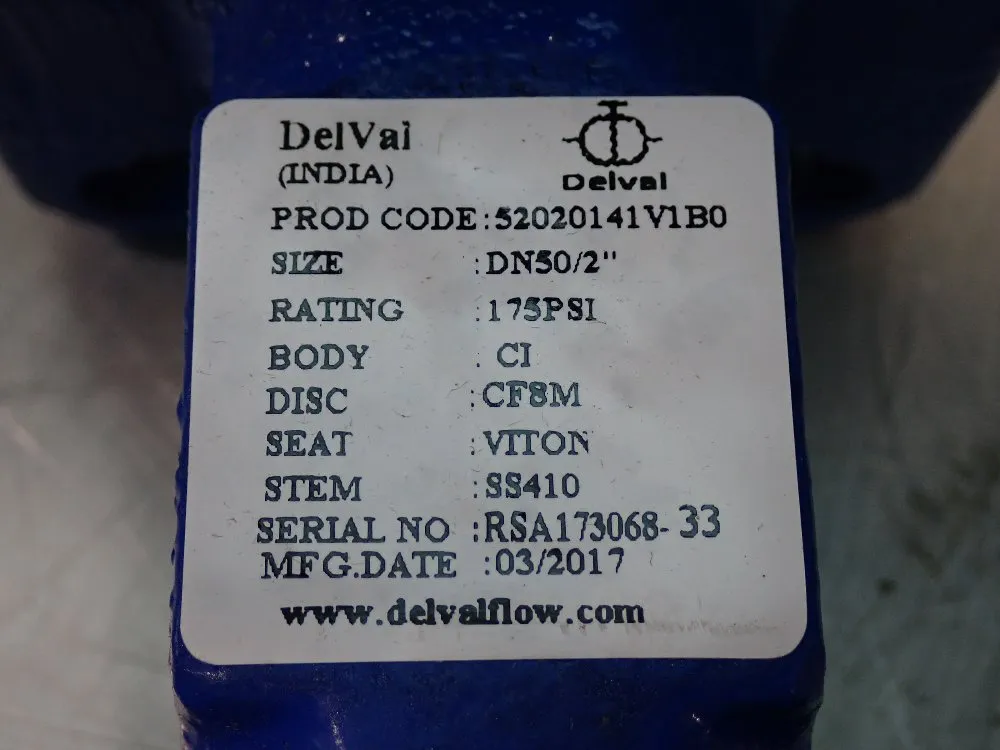 DelVal
(INDIA)
Delval
PROD CODE:52020141V1B0
SIZE :DN50/2"
RATING :175PSI
BODY : CI
DISC :CF8M
SEAT :VITON
STEM :SS410
SERIAL NO :RSA173068-33
MFG.DATE :03/2017
www.delvalflow.com